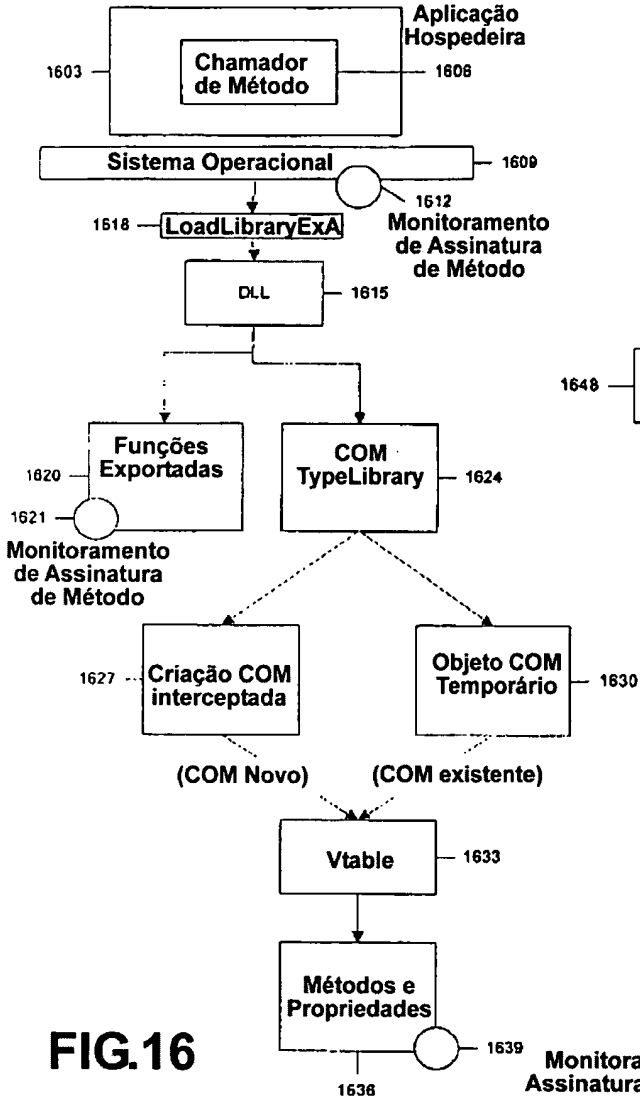 Aplicação
Hospedeira
1603
Chamador
de Método
1606
Sistema Operacional
1609
1612
1618
LoadLibraryExA
Monitoramento
de Assinatura
de Método
DLL
1615
1648
Funções
Exportadas
1620
1621
Monitoramento
de Assinatura
de Método
COM
TypeLibrary
1624
1627
Criação COM
interceptada
Objeto COM
Temporário
1630
(COM Novo)
(COM existente)
Vtable
1633
Métodos e
Propriedades
1639
1636
Monitora
Assinatura
FIG.16